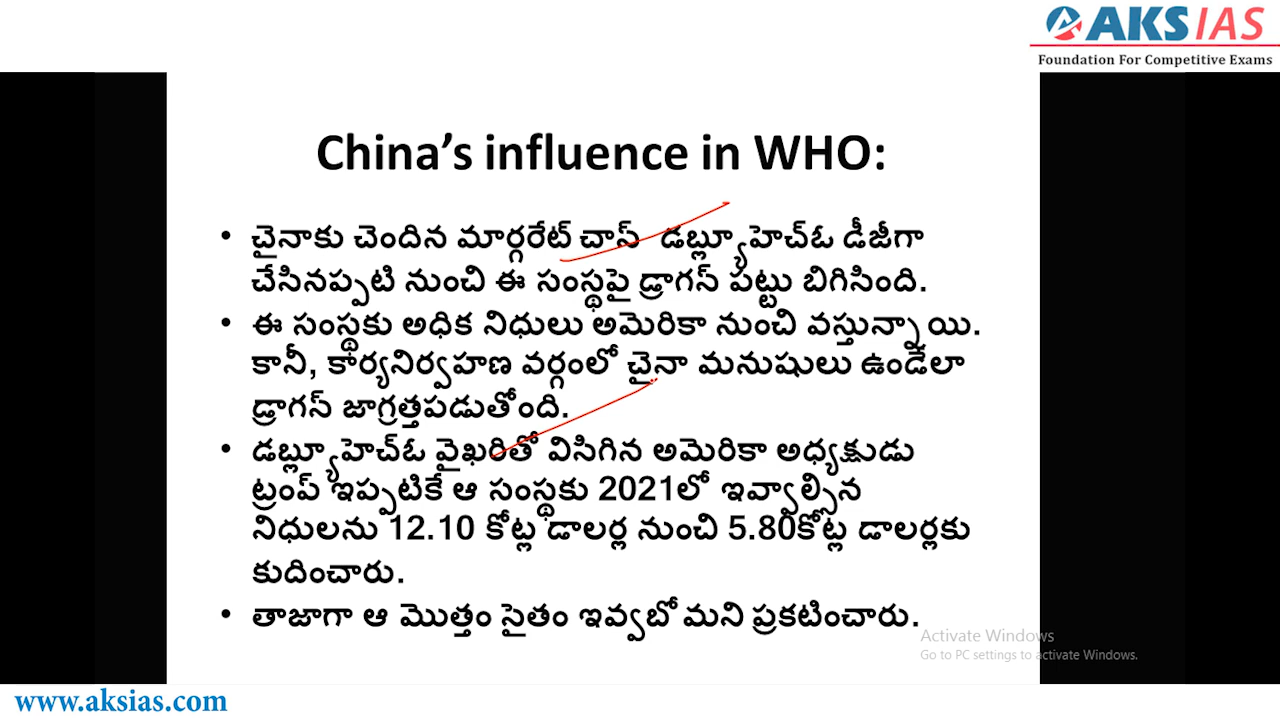 AKS IAS
Foundation For Competitive Exams
China's influence in WHO:
• చైనాకు చెందిన మార్గరేట్ చాన్ డబ్ల్యూహెచ్ఓ డీజీగా
చేసినప్పటి నుంచి ఈ సంస్థపై డ్రాగన్ పట్టు బిగిసింది.
• ఈ సంస్థకు అధిక నిధులు అమెరికా నుంచి వస్తున్నాయి.
కానీ, కార్యనిర్వహణ వర్గంలో చైనా మనుషులు ఉండేలా
డ్రాగన్ జాగ్రత్తపడుతోంది.
• డబ్ల్యూహెచ్ఓ వైఖరితో విసిగిన అమెరికా అధ్యక్షుడు
ట్రంప్ ఇప్పటికే ఆ సంస్థకు 2021లో ఇవ్వాల్సిన
నిధులను 12.10 కోట్ల డాలర్ల నుంచి 5.80కోట్ల డాలర్లకు
కుదించారు.
• తాజాగా ఆ మొత్తం సైతం ఇవ్వబో మని ప్రకటించారు.
Activate Windows
Go to PC settings to activate Windows.
www.aksias.com